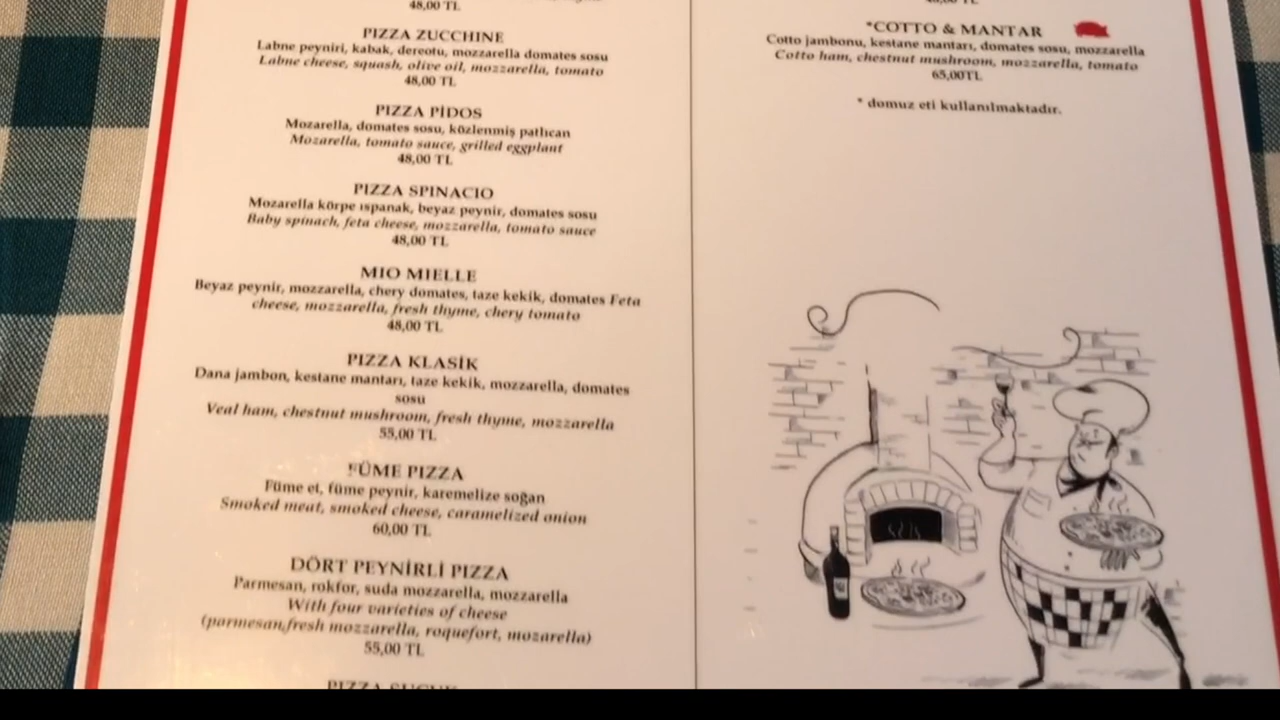 48,00 TL
PIZZA ZUCCHINE
Labne peyniri, kabak, dereotu, mozzarella domates sosu
Labne cheese, squash, olive oil, mozzarella, tomato
48,00 TL
PIZZA PİDOS
Mozarella, domates sosu, közlenmiş patlıcan
Mozarella, tomato sauce, grilled eggplant
48,00 TL
PIZZA SPINACIO
Mozarella körpe ıspanak, beyaz peynir, domates sosu
Baby spinach, feta cheese, mozzarella, tomato sauce
48,00 TL
MIO MIELLE
Beyaz peynir, mozzarella, chery domates, taze kekik, domates Feta
cheese, mozzarella, fresh thyme, chery tomato
48,00 TL
PIZZA KLASİK
Dana jambon, kestane mantarı, taze kekik, mozzarella, domates
sosu
Veal ham, chestnut mushroom, fresh thyme, mozzarella
55,00 TL
FÜME PIZZA
Füme et, füme peynir, karemelize soğan
Smoked meat, smoked cheese, caramelized onion
60,00 TL
DÖRT PEYNİRLİ PIZZA
Parmesan, rokfor, suda mozzarella, mozzarella
With four varieties of cheese
(parmesan,fresh mozzarella, roquefort, mozarella)
55,00 TL
PIZZA SUCUK
*COTTO & MANTAR
Cotto jambonu, kestane mantarı, domates sosu, mozzarella
Cotto ham, chestnut mushroom, mozzarella, tomato
65,00TL
* domuz eti kullanılmaktadır.